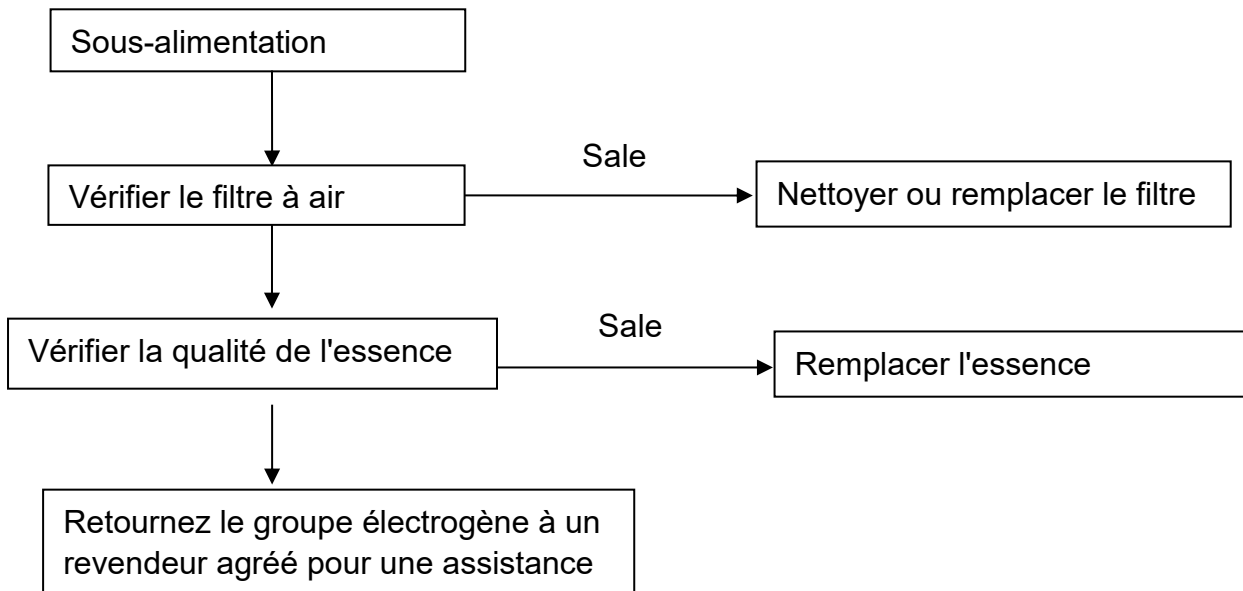 Sous-alimentation
Sale
Vérifier le filtre à air
Nettoyer ou remplacer le filtre
Sale
Vérifier la qualité de l'essence
Remplacer l'essence
Retournez le groupe électrogène à un
revendeur agréé pour une assistance